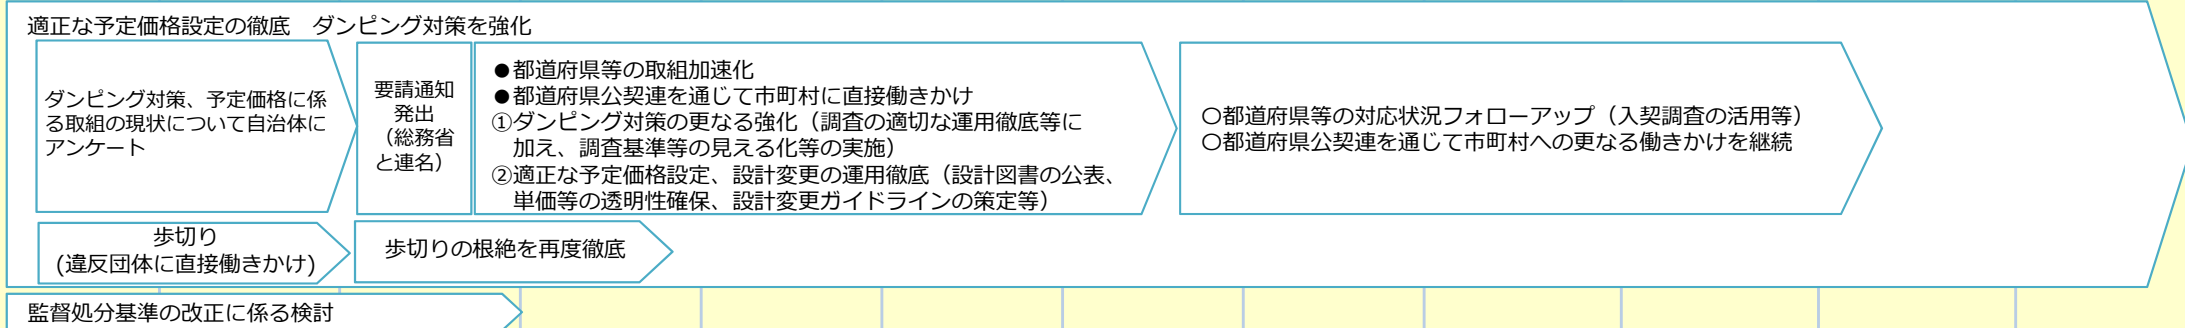 適正な予定価格設定の徹底　ダンピング対策を強化
ダンピング対策、予定価格に係
る取組の現状について自治体に
アンケート
要請通知
発出
（総務省
と連名）
●都道府県等の取組加速化
●都道府県公契連を通じて市町村に直接働きかけ
①ダンピング対策の更なる強化（調査の適切な運用徹底等に
加え、調査基準等の見える化等の実施）
②適正な予定価格設定、設計変更の運用徹底（設計図書の公表、
単価等の透明性確保、設計変更ガイドラインの策定等）
〇都道府県等の対応状況フォローアップ（入契調査の活用等）
〇都道府県公契連を通じて市町村への更なる働きかけを継続
歩切り
(違反団体に直接働きかけ)
歩切りの根絶を再度徹底
監督処分基準の改正に係る検討